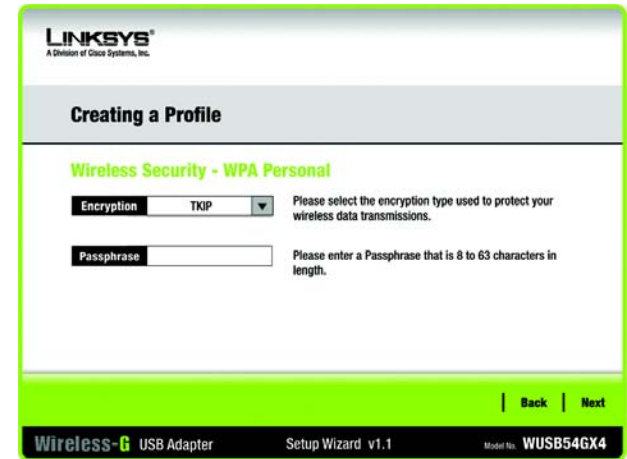 LINKSYS®
A Division of Cisco Systems, Inc.
Creating a Profile
Wireless Security - WPA Personal
Encryption TKIP
Please select the encryption type used to protect your
wireless data transmissions.
Passphrase
Please enter a Passphrase that is 8 to 63 characters in
length.
Back Next
Wireless-G USB Adapter Setup Wizard v1.1 Model No. WUSB54GX4